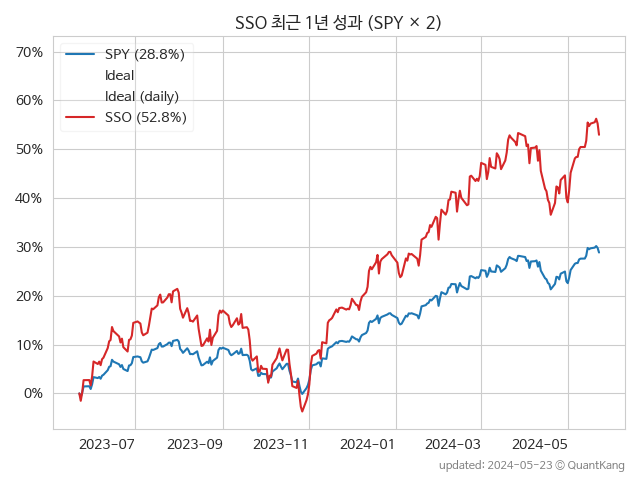 SSO 최근 1년 성과 (SPY × 2)
SPY (28.8%)
Ideal
Ideal (daily)
SSO (52.8%)
70%
60%
50%
40%
30%
20%
10%
0%
2023-07
2023-09
2023-11
2024-01
2024-03
2024-05
updated: 2024-05-23 © QuantKang